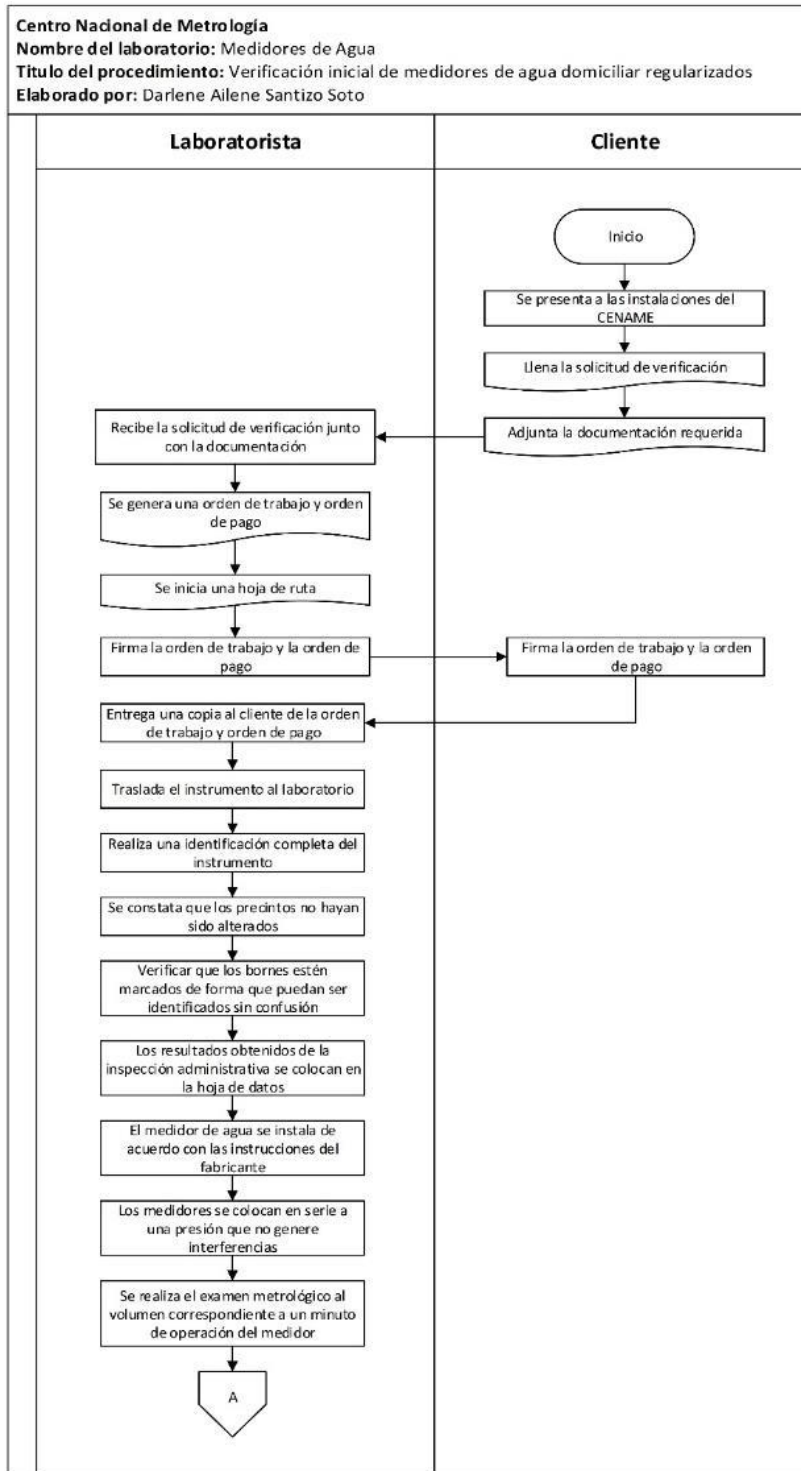 Centro Nacional de Metrología
Nombre del laboratorio: Medidores de Agua
Titulo del procedimiento: Verificación inicial de medidores de agua domiciliar regularizados
Elaborado por: Darlene Ailene Santizo Soto
Laboratorista
Cliente
Inicio
Se presenta a las instalaciones del
CENAME
Llena la solicitud de verificación
Adjunta la documentación requerida
Recibe la solicitud de verificación junto
con la documentación
Se genera una orden de trabajo y orden
de pago
Se inicia una hoja de ruta
Firma la orden de trabajo y la orden de
pago
Firma la orden de trabajo y la orden
de pago
Entrega una copia al cliente de la orden
de trabajo y orden de pago
Traslada el instrumento al laboratorio
Realiza una identificación completa del
instrumento
Se constata que los precintos no hayan
sido alterados
Verificar que los bornes estén
marcados de forma que puedan ser
identificados sin confusión
Los resultados obtenidos de la
inspección administrativa se colocan en
la hoja de datos
El medidor de agua se instala de
acuerdo con las instrucciones del
fabricante
Los medidores se colocan en serie a
una presión que no genere
interferencias
Se realiza el examen metrológico al
volumen correspondiente a un minuto
de operación del medidor
A